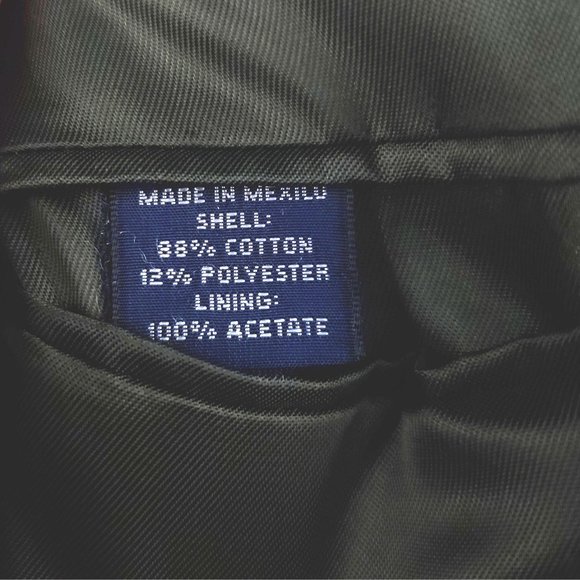 MADE IN MEXICO
SHELL:
88% COTTON
12% POLYESTER
LINING:
100% ACETATE